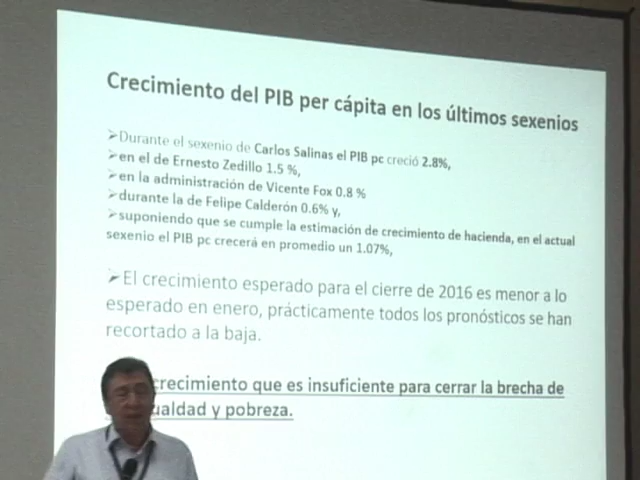 Crecimiento del PIB per cápita en los últimos sexenios
➢Durante el sexenio de Carlos Salinas el PIB pc creció 2.8%,
➢en el de Ernesto Zedillo 1.5 %,
➢en la administración de Vicente Fox 0.8 %
➢durante la de Felipe Calderón 0.6% y,
➢suponiendo que se cumple la estimación de crecimiento de hacienda, en el actual
sexenio el PIB pc crecerá en promedio un 1.07%,
➢El crecimiento esperado para el cierre de 2016 es menor a lo
esperado en enero, prácticamente todos los pronósticos se han
recortado a la baja.
crecimiento que es insuficiente para cerrar la brecha de
ualdad y pobreza.